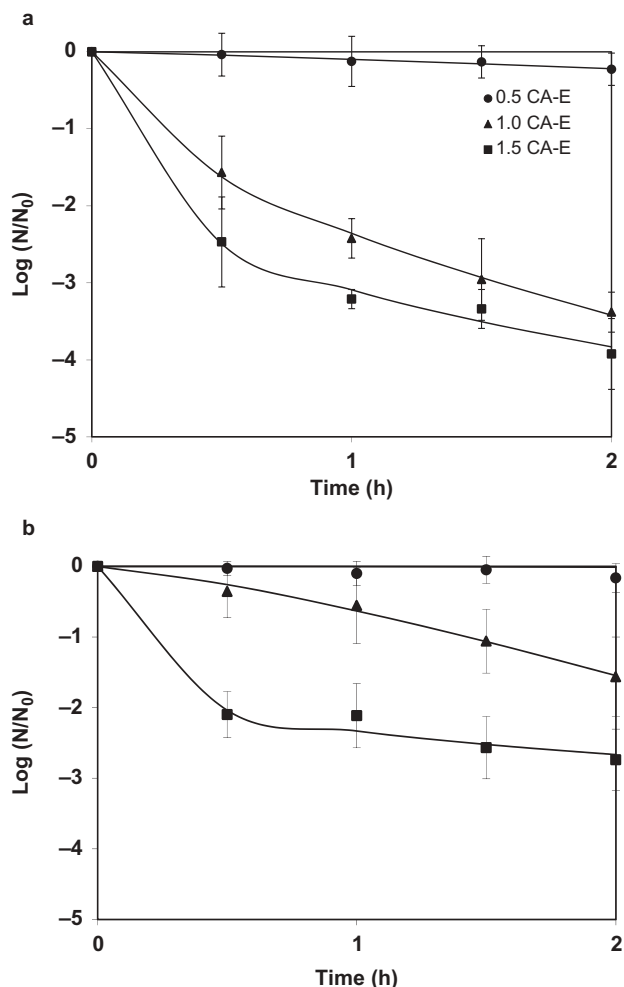 a
0
–1
–2
–3
–4
–5
Log (N/N0)
0.5 CA-E
1.0 CA-E
1.5 CA-E
0 1 2
Time (h)
b
0
–1
–2
–3
–4
–5
Log (N/N0)
0 1 2
Time (h)